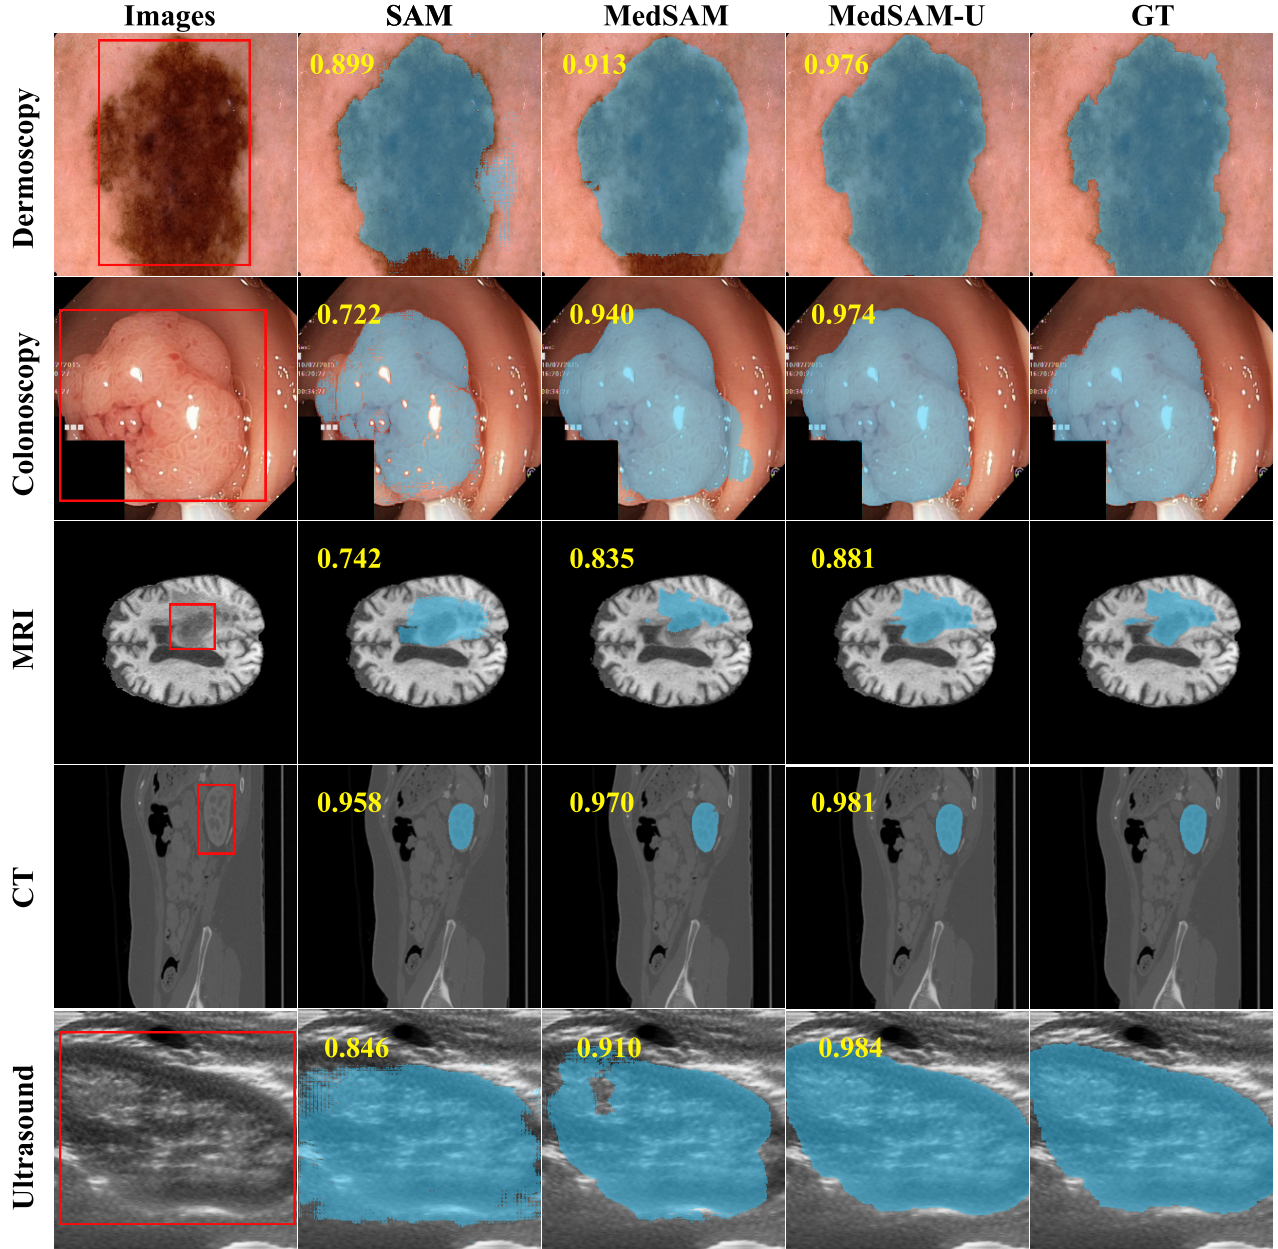 Images SAM MedSAM MedSAM-U GT
Dermoscopy 0.899 0.913 0.976
Colonoscopy 0.722 0.940 0.974
MRI 0.742 0.835 0.881
CT 0.958 0.970 0.981
Ultrasound 0.846 0.910 0.984